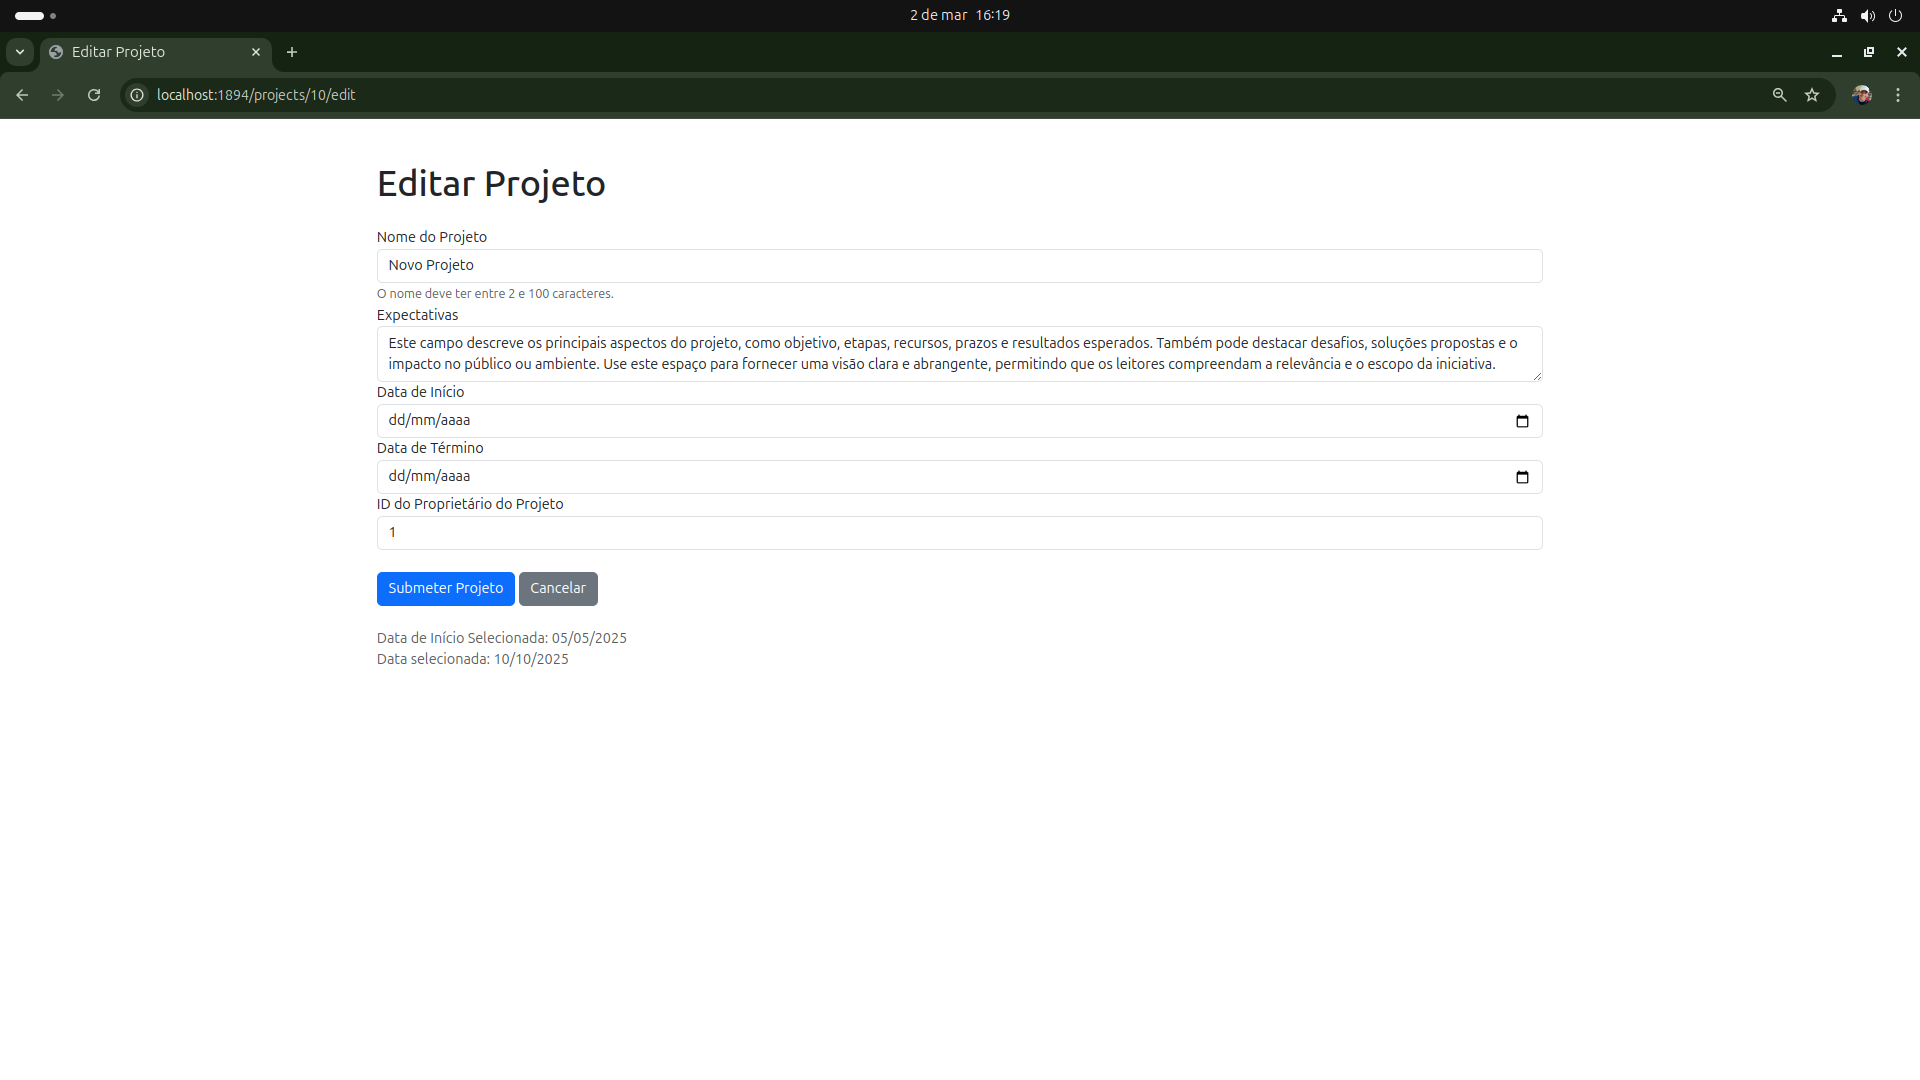 2 de mar 16:19
Editar Projeto
localhost:1894/projects/10/edit
Editar Projeto
Nome do Projeto
Novo Projeto
O nome deve ter entre 2 e 100 caracteres.
Expectativas
Este campo descreve os principais aspectos do projeto, como objetivo, etapas, recursos, prazos e resultados esperados. Também pode destacar desafios, soluções propostas e o
impacto no público ou ambiente. Use este espaço para fornecer uma visão clara e abrangente, permitindo que os leitores compreendam a relevância e o escopo da iniciativa.
Data de Início
dd/mm/aaaa
Data de Término
dd/mm/aaaa
ID do Proprietário do Projeto
1
Submeter Projeto Cancelar
Data de Início Selecionada: 05/05/2025
Data selecionada: 10/10/2025